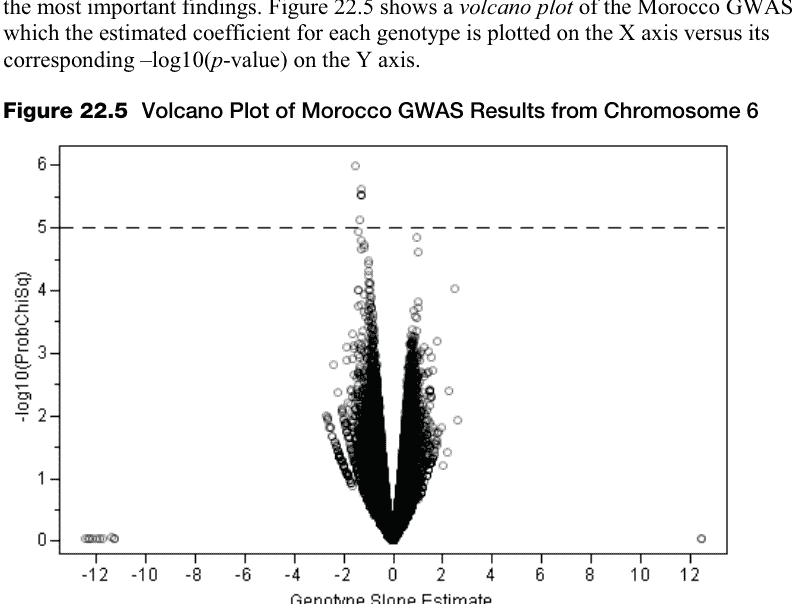 the most important findings. Figure 22.5 shows a volcano plot of the Morocco GWAS
which the estimated coefficient for each genotype is plotted on the X axis versus its
corresponding –log10(p-value) on the Y axis.
Figure 22.5 Volcano Plot of Morocco GWAS Results from Chromosome 6
-log10(ProbChiSq)
6
5
4
3
2
1
0
-12 -10 -8 -6 -4 -2 0 2 4 6 8 10 12
Genotype Slope Estimate